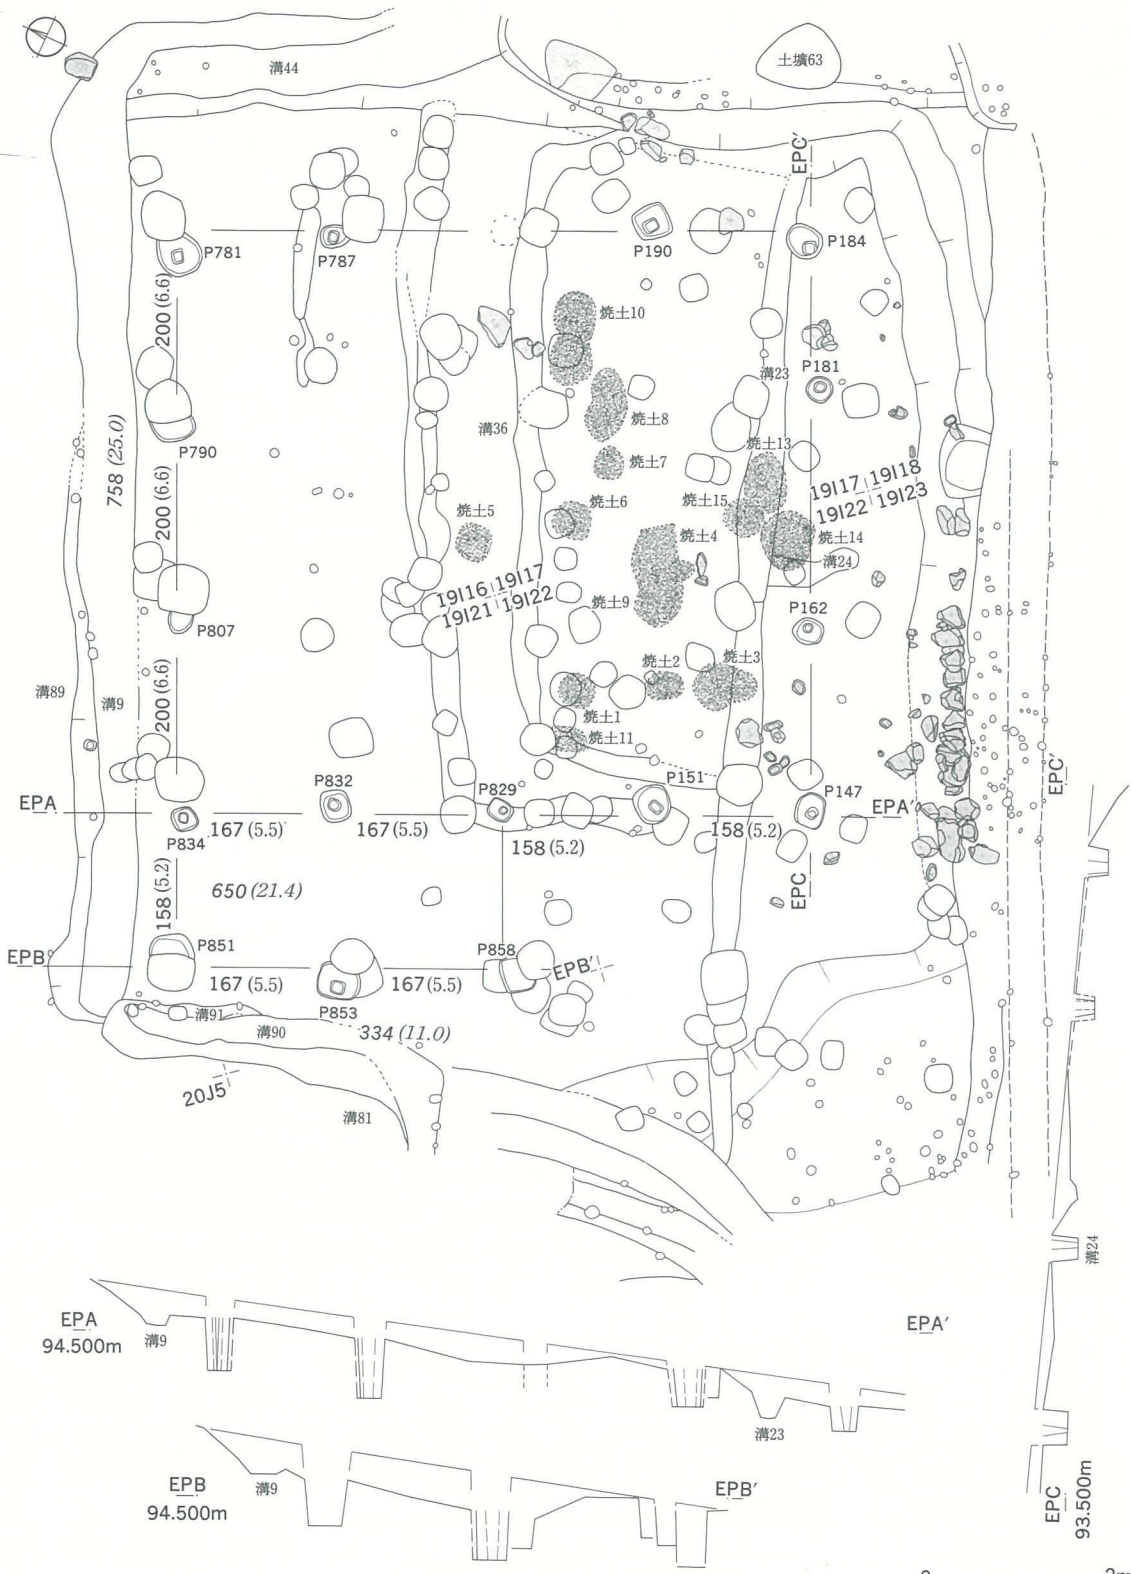 溝44
土壙63
EPC′
P781
P787
P190
P184
200(6.6)
焼土10
P181
溝23
焼土8
溝36
758(25.0)
P790
焼土7
焼土13
19I17 19I18
19I22 19I23
200(6.6)
焼土6
焼土15
焼土5
焼土4
焼土14
溝24
19I16 19I17
19I21 19I22
焼土9
P807
P162
溝89
溝9
200(6.6)
焼土2
焼土3
焼土1
焼土11
EPC′
EPA
P832
P829
P151
P147
EPA′
P834
167(5.5)
167(5.5)
158(5.2)
158(5.2)
158(5.2)
650(21.4)
EPC
EPB
P851
P858
EPB′
167(5.5)
167(5.5)
P853
溝91
溝90
334(11.0)
20J5
溝81
溝24
EPA
94.500m
溝9
EPA′
溝23
EPB
94.500m
溝9
EPB′
EPC
93.500m